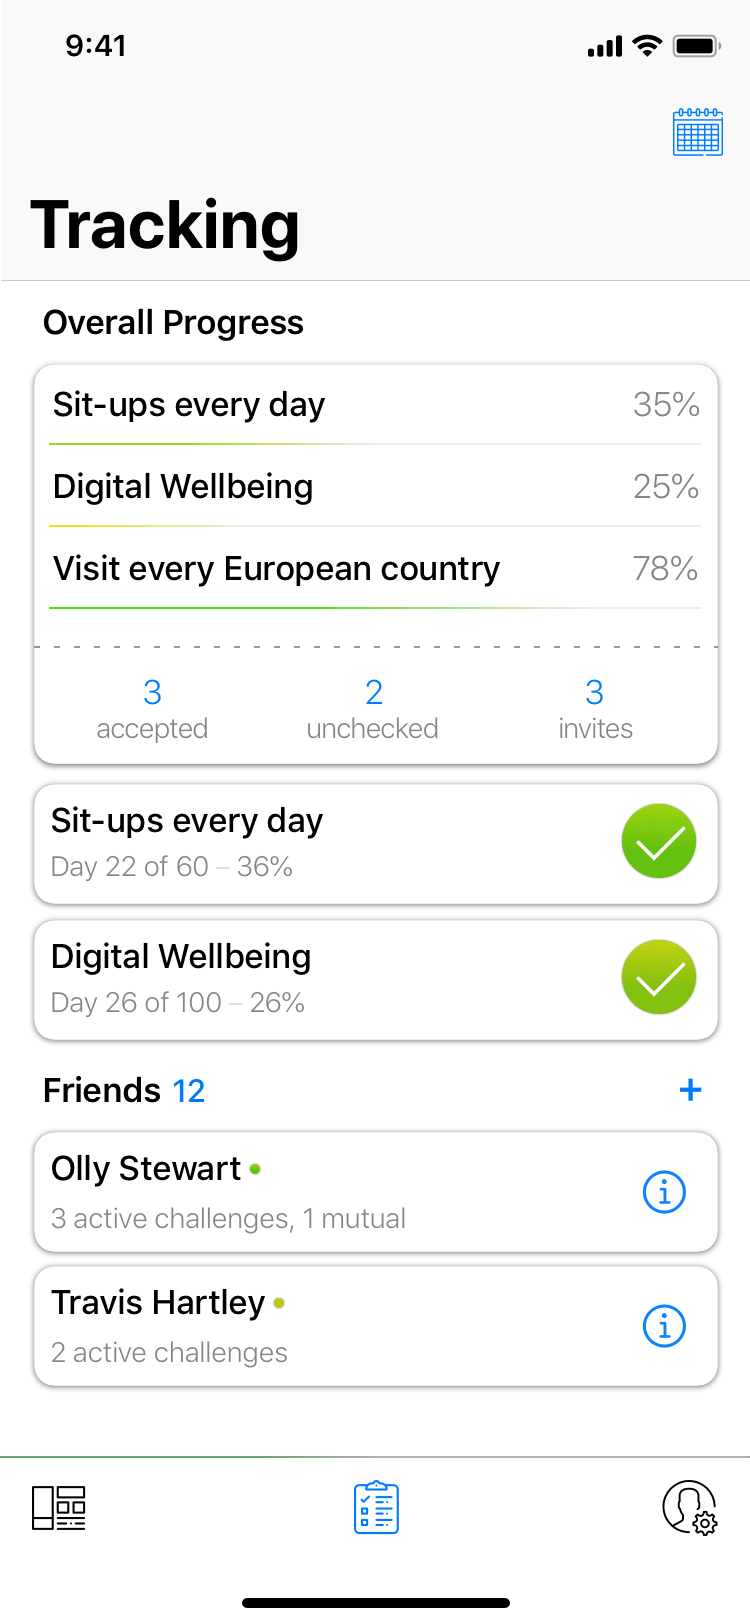 9:41
Tracking
Overall Progress
Sit-ups every day 35%
Digital Wellbeing 25%
Visit every European country 78%
3 2 3
accepted unchecked invites
Sit-ups every day
Day 22 of 60 – 36%
Digital Wellbeing
Day 26 of 100 – 26%
Friends 12 +
Olly Stewart
3 active challenges, 1 mutual
Travis Hartley
2 active challenges